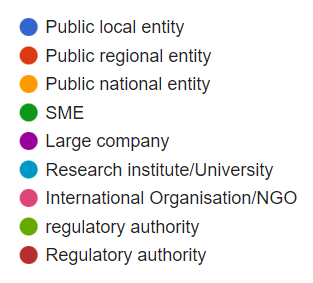 Public local entity
Public regional entity
Public national entity
SME
Large company
Research institute/University
International Organisation/NGO
regulatory authority
Regulatory authority